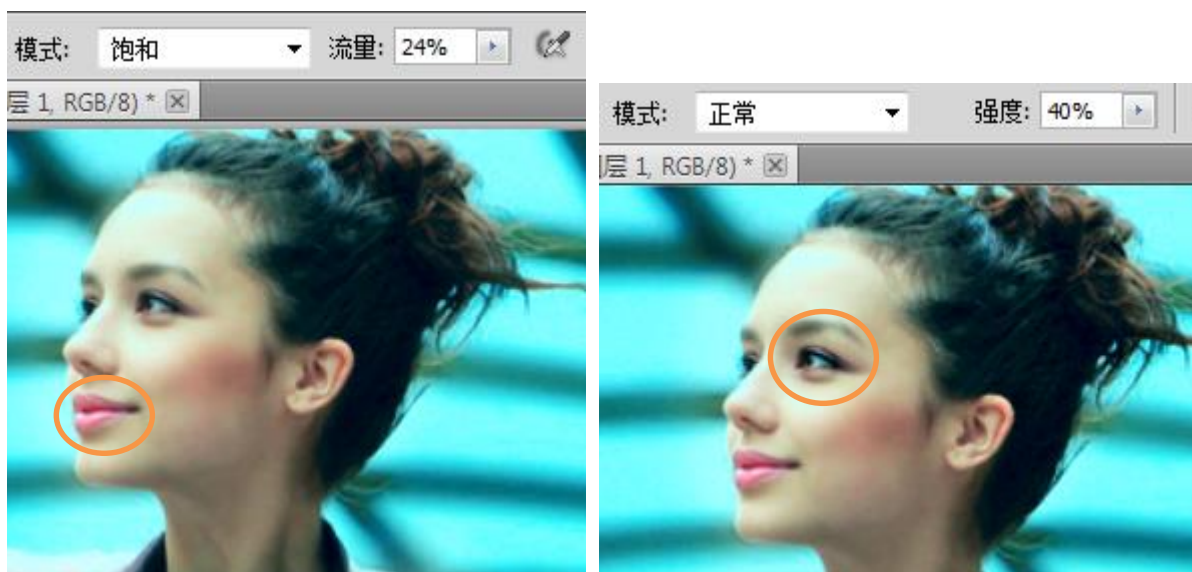 模式: 饱和 流量: 24%
层 1, RGB/8) *
模式: 正常 强度: 40%
层 1, RGB/8) *